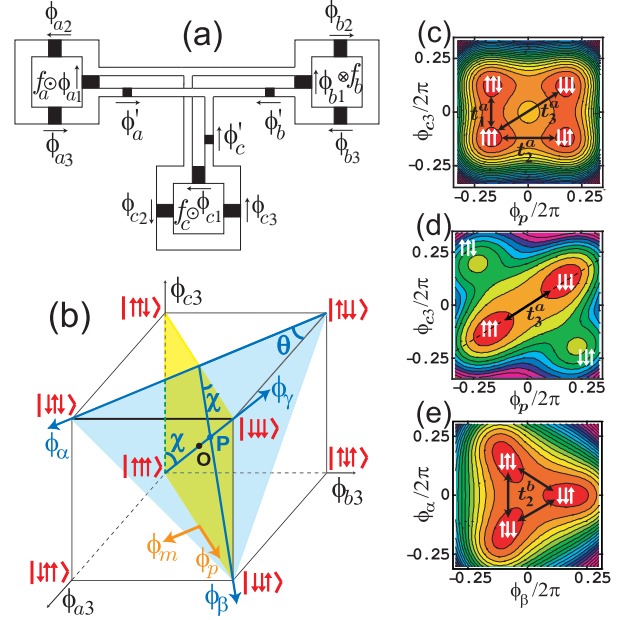 (a)
ϕa2
ϕb2
fa⊙ϕa1
ϕb1
⊗fb
ϕa3
ϕ'a
ϕ'b
ϕb3
ϕ'c
ϕc2
fc⊙
ϕc1
ϕc3
(b)
ϕc3
|↑↑↓⟩
|↑↓↓⟩
θ
χ
ϕγ
|↓↑↓⟩
ϕα
|↓↓↓⟩
χ
P
O
|↑↑↑⟩
|↑↓↑⟩
ϕb3
ϕm
ϕp
|↓↑↑⟩
|↓↓↑⟩
ϕa3
ϕβ
(c)
ϕc3/2π
0.25
0
-0.25
↑↑↓
↓↓↓
t1a
t3a
↑↑↑
↓↓↑
t2a
-0.25
0
0.25
ϕp/2π
(d)
ϕc3/2π
0.25
0
-0.25
↑↑↓
↓↓↓
t3a
↑↑↑
↓↓↑
-0.25
0
0.25
ϕp/2π
(e)
ϕα/2π
0.25
0
-0.25
t2b
↓↓↑
-0.25
0
0.25
ϕβ/2π